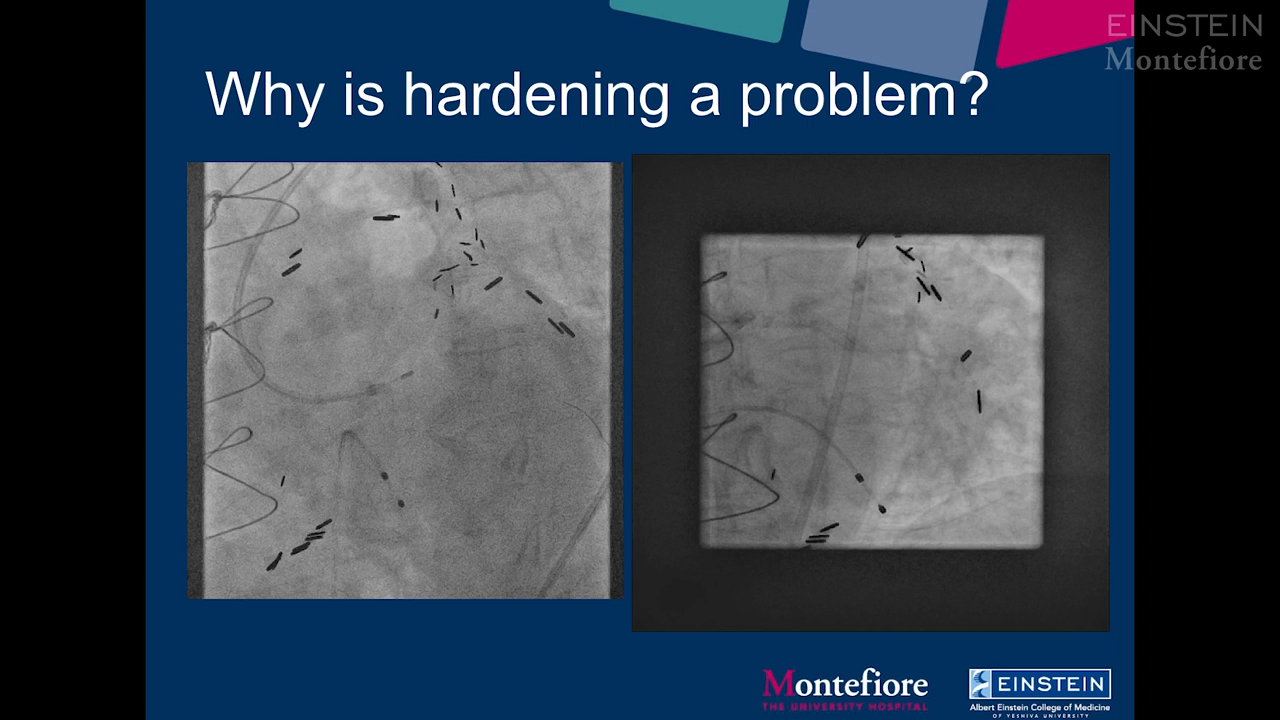 EINSTEIN
Montefiore
Why is hardening a problem?
Montefiore
THE UNIVERSITY HOSPITAL
EINSTEIN
Albert Einstein College of Medicine
OF YESHIVA UNIVERSITY